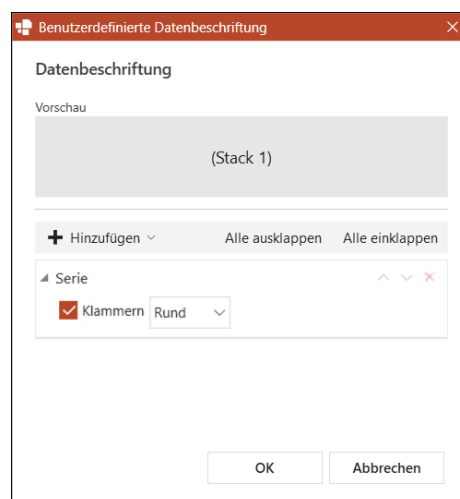 Benutzerdefinierte Datenbeschriftung
Datenbeschriftung
Vorschau
(Stack 1)
Hinzufügen Alle ausklappen Alle einklappen
Serie
Klammern Rund
OK Abbrechen